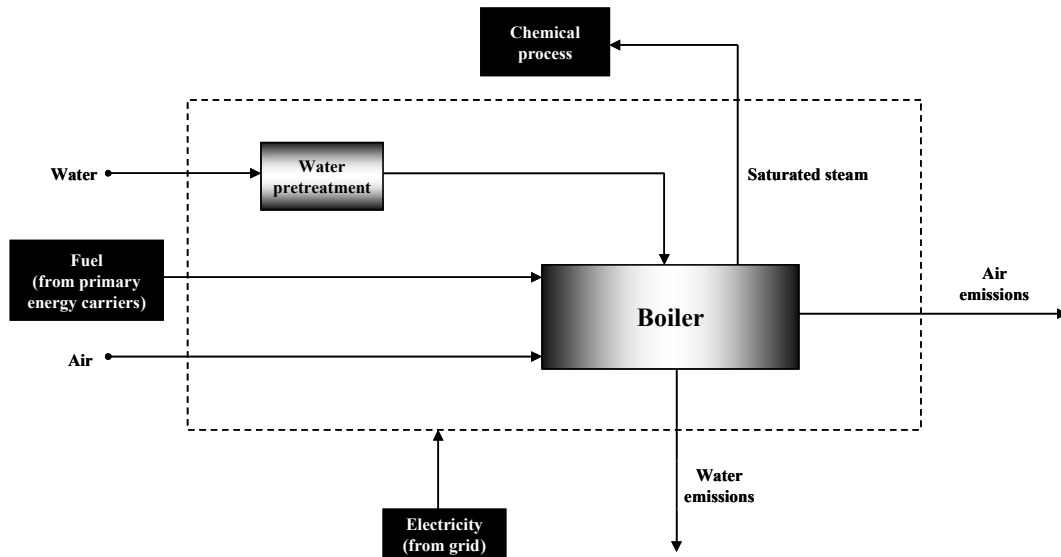 Chemical
process
Water
Water
pretreatment
Saturated steam
Fuel
(from primary
energy carriers)
Air
emissions
Boiler
Air
Water
emissions
Electricity
(from grid)